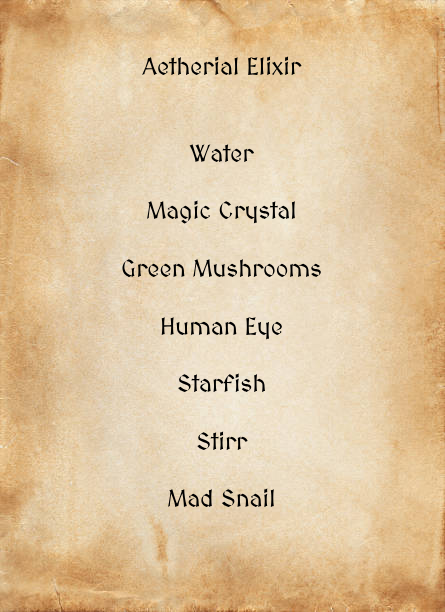 Aetherial Elixir
Water
Magic Crystal
Green Mushrooms
Human Eye
Starfish
Stirr
Mad Snail